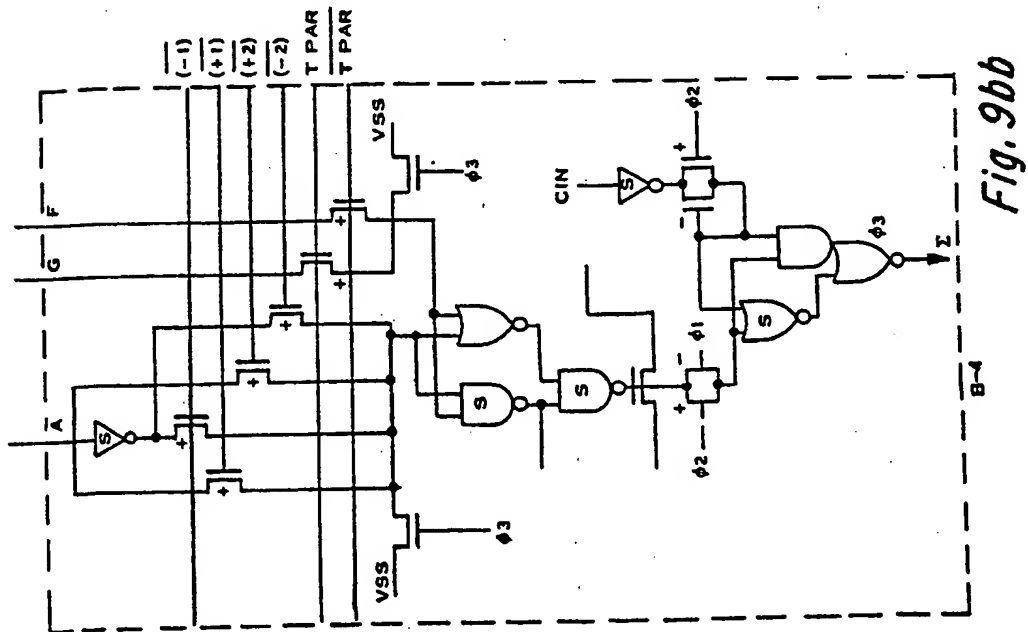 (-1)
(+1)
(+2)
(-2)
T PAR
T PAR
F
G
A
S
+
+
+
+
+
+
VSS
φ3
VSS
φ3
S
S
CIN
S
φ2
+
-
φ2
+
-
φ1
S
φ3
Σ
B-4
Fig. 9bb